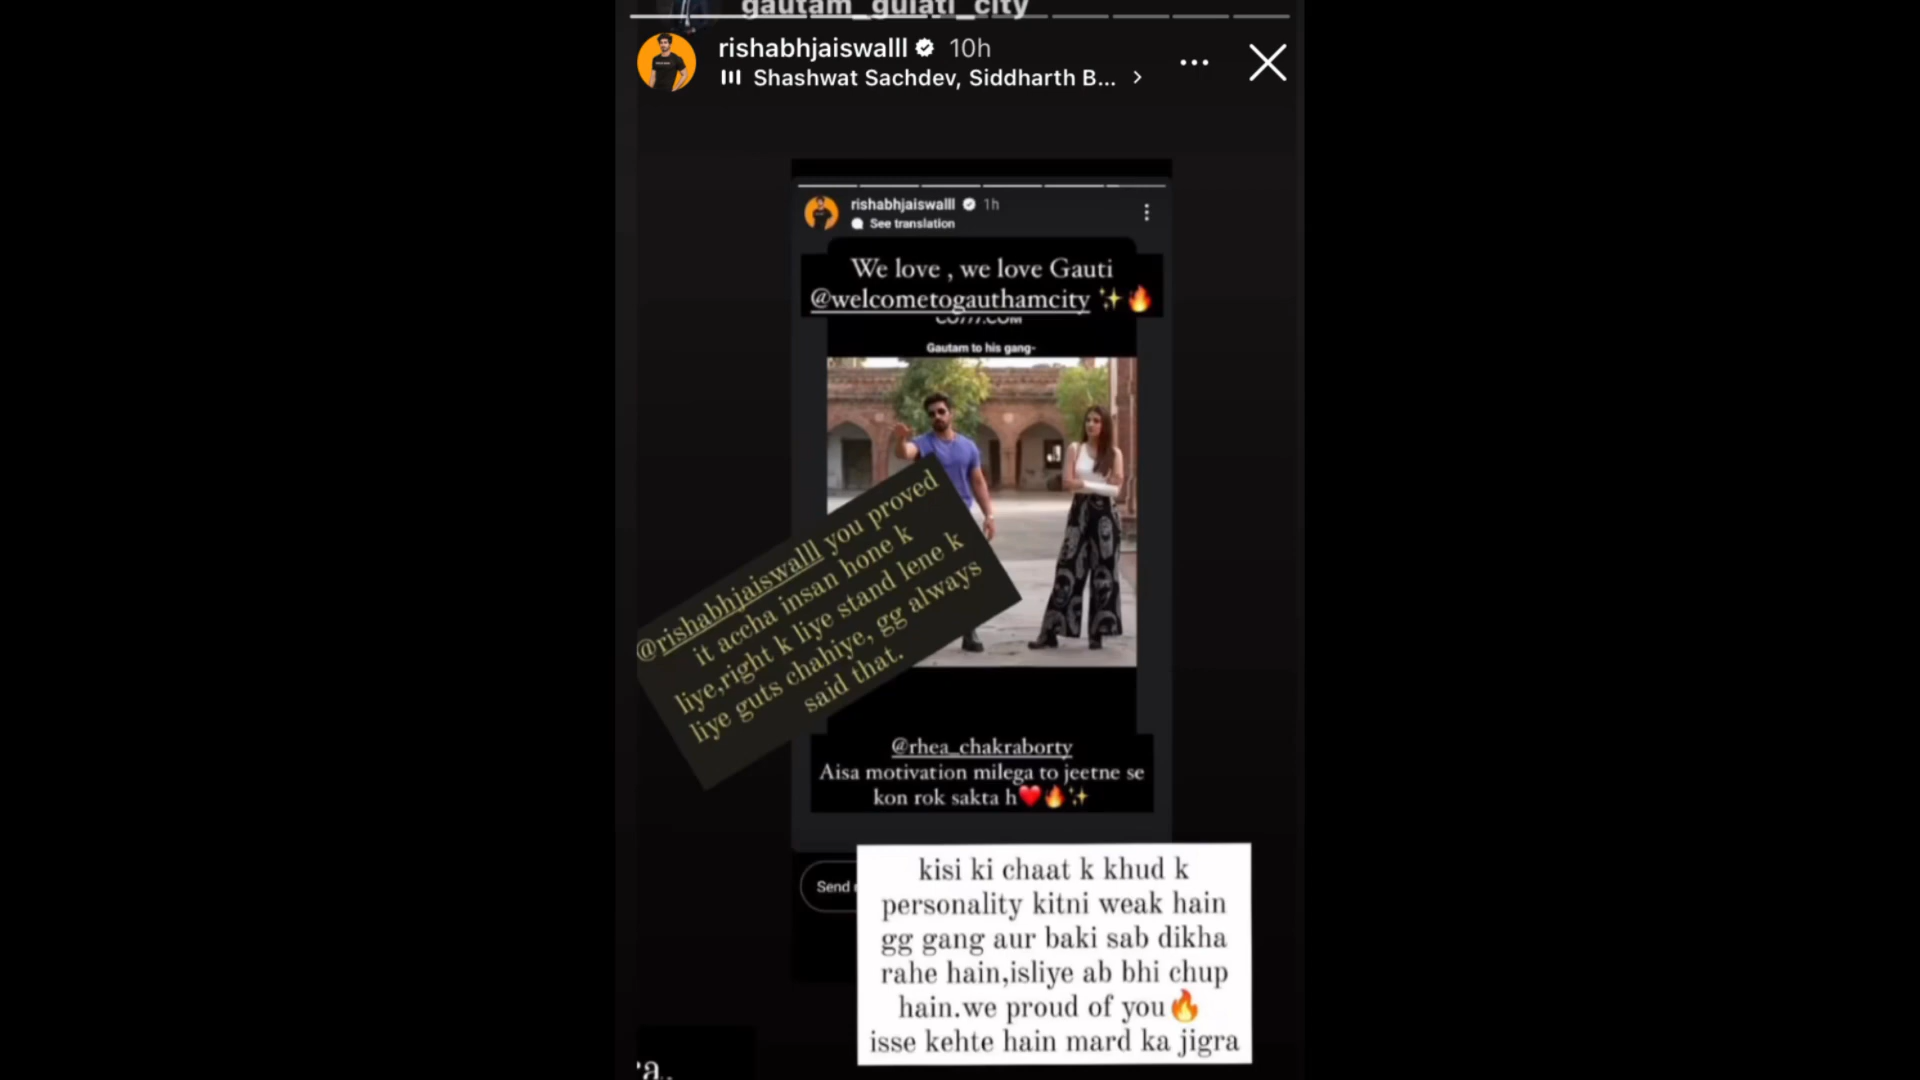 gautam_gulati_city
rishabhjaiswalll 10h
Shashwat Sachdev, Siddharth B...
rishabhjaiswalll 1h
See translation
We love , we love Gauti
@welcometogauthamcity ✨🔥
CO777.COM
Gautam to his gang-
@rishabhjaiswalll you proved
it accha insan hone k
liye,right k liye stand lene k
liye guts chahiye, gg always
said that.
@rhea_chakraborty
Aisa motivation milega to jeetne se
kon rok sakta h❤️🔥✨
Send
kisi ki chaat k khud k
personality kitni weak hain
gg gang aur baki sab dikha
rahe hain,isliye ab bhi chup
hain.we proud of you🔥
isse kehte hain mard ka jigra